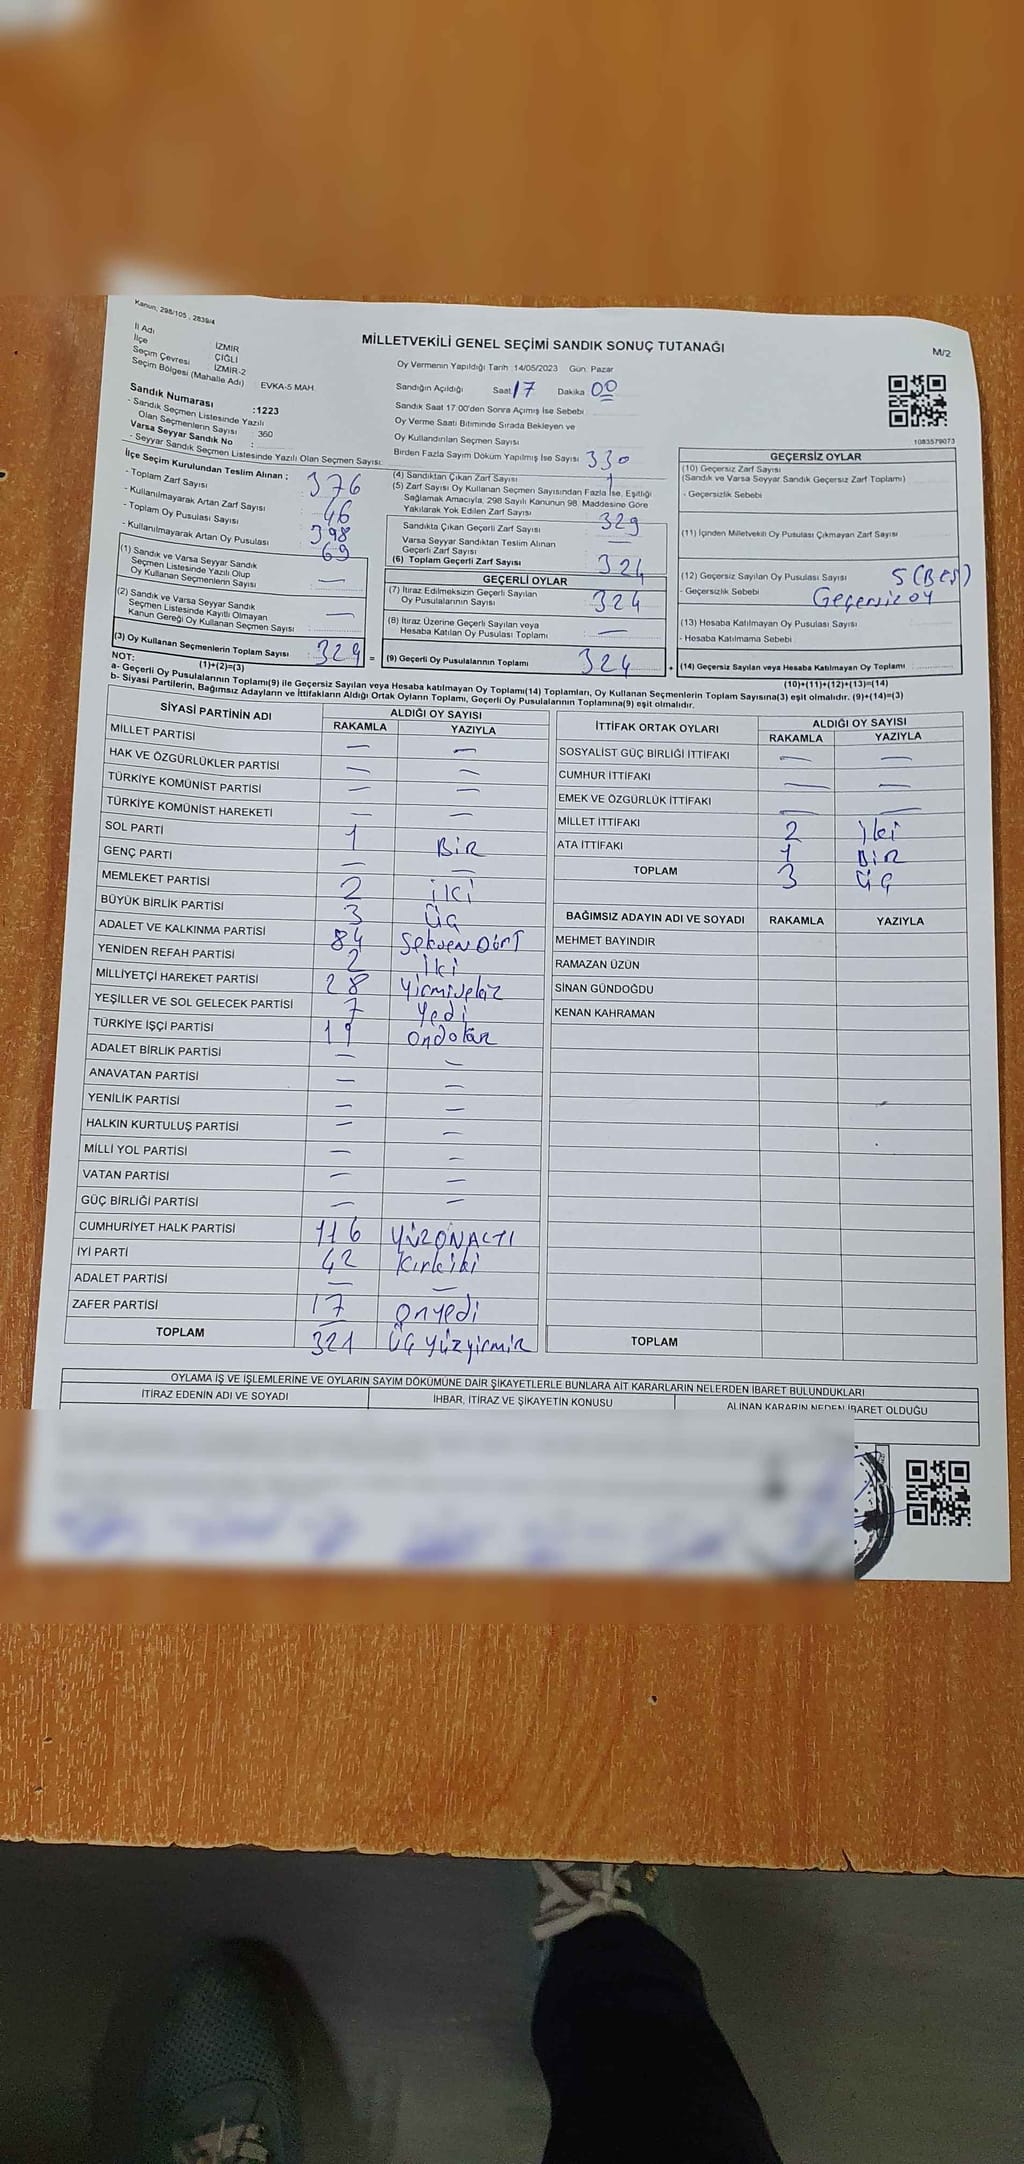 Kanun, 298/105 , 2839/4
MİLLETVEKİLİ GENEL SEÇİMİ SANDIK SONUÇ TUTANAĞI
M/2
İl Adı İZMİR
İlçe ÇİĞLİ
Seçim Çevresi İZMİR-2
Seçim Bölgesi (Mahalle Adı) EVKA-5 MAH.
Sandık Numarası :1223
- Sandık Seçmen Listesinde Yazılı
Olan Seçmenlerin Sayısı : 360
Varsa Seyyar Sandık No :
- Seyyar Sandık Seçmen Listesinde Yazılı Olan Seçmen Sayısı:
Oy Vermenin Yapıldığı Tarih 14/05/2023 Gün: Pazar
Sandığın Açıldığı Saat 17 Dakika 00
Sandık Saat 17:00'den Sonra Açımış İse Sebebi
Oy Verme Saati Bitiminde Sırada Bekleyen ve
Oy Kullandırılan Seçmen Sayısı
Birden Fazla Sayım Döküm Yapılmış İse Sayısı
1083579073
İlçe Seçim Kurulundan Teslim Alınan :
- Toplam Zarf Sayısı 376
- Kullanılmayarak Artan Zarf Sayısı 46
- Toplam Oy Pusulası Sayısı 398
- Kullanılmayarak Artan Oy Pusulası 69
(1) Sandık ve Varsa Seyyar Sandık
Seçmen Listesinde Yazılı Olup
Oy Kullanan Seçmenlerin Sayısı —
(2) Sandık ve Varsa Seyyar Sandık
Seçmen Listesinde Kayıtlı Olmayan
Kanun Gereği Oy Kullanan Seçmen Sayısı —
(3) Oy Kullanan Seçmenlerin Toplam Sayısı 329 =
(1)+(2)=(3)
(4) Sandıktan Çıkan Zarf Sayısı 330
(5) Zarf Sayısı Oy Kullanan Seçmen Sayısından Fazla İse, Eşitliği
Sağlamak Amacıyla, 298 Sayılı Kanunun 98. Maddesine Göre
Yakılarak Yok Edilen Zarf Sayısı 1
Sandıkta Çıkan Geçerli Zarf Sayısı 329
Varsa Seyyar Sandıktan Teslim Alınan
Geçerli Zarf Sayısı —
(6) Toplam Geçerli Zarf Sayısı 324
GEÇERLİ OYLAR
(7) İtiraz Edilmeksizin Geçerli Sayılan
Oy Pusulalarının Sayısı 324
(8) İtiraz Üzerine Geçerli Sayılan veya
Hesaba Katılan Oy Pusulası Toplamı —
(9) Geçerli Oy Pusulalarının Toplamı 324 +
GEÇERSİZ OYLAR
(10) Geçersiz Zarf Sayısı
(Sandık ve Varsa Seyyar Sandık Geçersiz Zarf Toplamı)
- Geçersizlik Sebebi
(11) İçinden Milletvekili Oy Pusulası Çıkmayan Zarf Sayısı
(12) Geçersiz Sayılan Oy Pusulası Sayısı 5 (BEŞ)
- Geçersizlik Sebebi Geçersiz oy
(13) Hesaba Katılmayan Oy Pusulası Sayısı
- Hesaba Katılmama Sebebi
(14) Geçersiz Sayılan veya Hesaba Katılmayan Oy Toplamı
(10)+(11)+(12)+(13)=(14)
NOT:
a- Geçerli Oy Pusulasının Toplamı(9) ile Geçersiz Sayılan veya Hesaba katılmayan Oy Toplamı(14) Toplamları, Oy Kullanan Seçmenlerin Toplam Sayısına(3) eşit olmalıdır. (9)+(14)=(3)
b- Siyasi Partilerin, Bağımsız Adayların ve İttifakların Aldığı Ortak Oyların Toplamı, Geçerli Oy Pusulalarının Toplamına(9) eşit olmalıdır.
SİYASİ PARTİNİN ADI ALDIĞI OY SAYISI
RAKAMLA YAZIYLA
MİLLET PARTİSİ — —
HAK VE ÖZGÜRLÜKLER PARTİSİ — —
TÜRKİYE KOMÜNİST PARTİSİ — —
TÜRKİYE KOMÜNİST HAREKETİ — —
SOL PARTİ 1 BİR
GENÇ PARTİ — —
MEMLEKET PARTİSİ 2 iki
BÜYÜK BİRLİK PARTİSİ 3 üç
ADALET VE KALKINMA PARTİSİ 84 Seksen Dört
YENİDEN REFAH PARTİSİ 2 İki
MİLLİYETÇİ HAREKET PARTİSİ 28 Yirmisekiz
YEŞİLLER VE SOL GELECEK PARTİSİ 7 Yedi
TÜRKİYE İŞÇİ PARTİSİ 19 ondokuz
ADALET BİRLİK PARTİSİ — —
ANAVATAN PARTİSİ — —
YENİLİK PARTİSİ — —
HALKIN KURTULUŞ PARTİSİ — —
MİLLİ YOL PARTİSİ — —
VATAN PARTİSİ — —
GÜÇ BİRLİĞİ PARTİSİ — —
CUMHURİYET HALK PARTİSİ 116 YÜZONALTI
İYİ PARTİ 42 Kırkiki
ADALET PARTİSİ — —
ZAFER PARTİSİ 17 onyedi
TOPLAM 321 Üçyüzyirmibir
İTTİFAK ORTAK OYLARI ALDIĞI OY SAYISI
RAKAMLA YAZIYLA
SOSYALİST GÜÇ BİRLİĞİ İTTİFAKI — —
CUMHUR İTTİFAKI — —
EMEK VE ÖZGÜRLÜK İTTİFAKI — —
MİLLET İTTİFAKI 2 iki
ATA İTTİFAKI 1 BİR
TOPLAM 3 üç
BAĞIMSIZ ADAYIN ADI VE SOYADI RAKAMLA YAZIYLA
MEHMET BAYINDIR
RAMAZAN ÜZÜN
SİNAN GÜNDOĞDU
KENAN KAHRAMAN
TOPLAM
OYLAMA İŞ VE İŞLEMLERİNE VE OYLARIN SAYIM DÖKÜMÜNE DAİR ŞİKAYETLERLE BUNLARA AİT KARARLARIN NELERDEN İBARET BULUNDUKLARI
İTİRAZ EDENİN ADI VE SOYADI İHBAR, İTİRAZ VE ŞİKAYETİN KONUSU ALINAN KARARIN NEDEN İBARET OLDUĞU